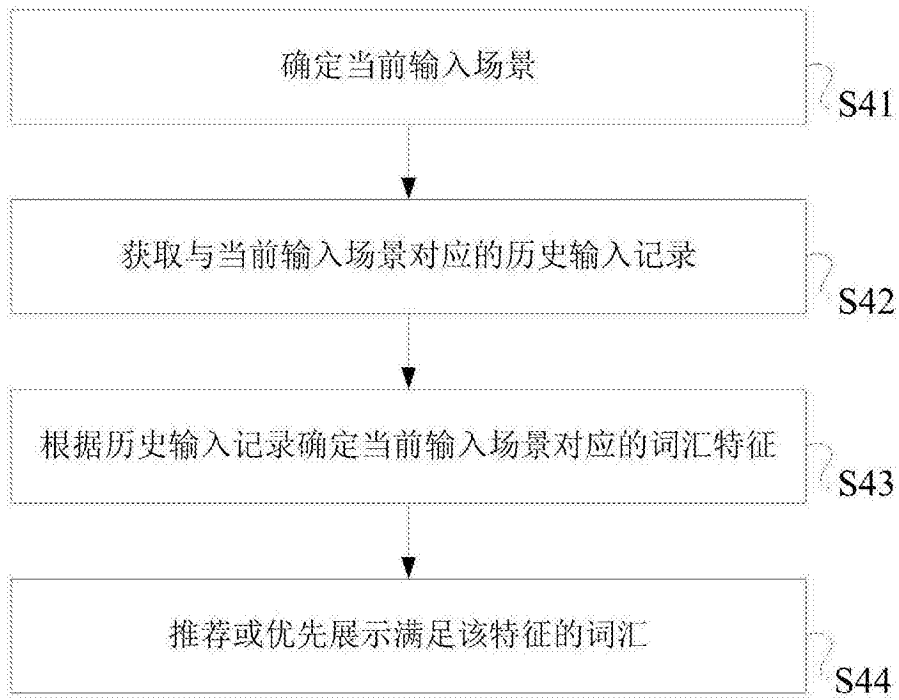 确定当前输入场景
S41
获取与当前输入场景对应的历史输入记录
S42
根据历史输入记录确定当前输入场景对应的词汇特征
S43
推荐或优先展示满足该特征的词汇
S44